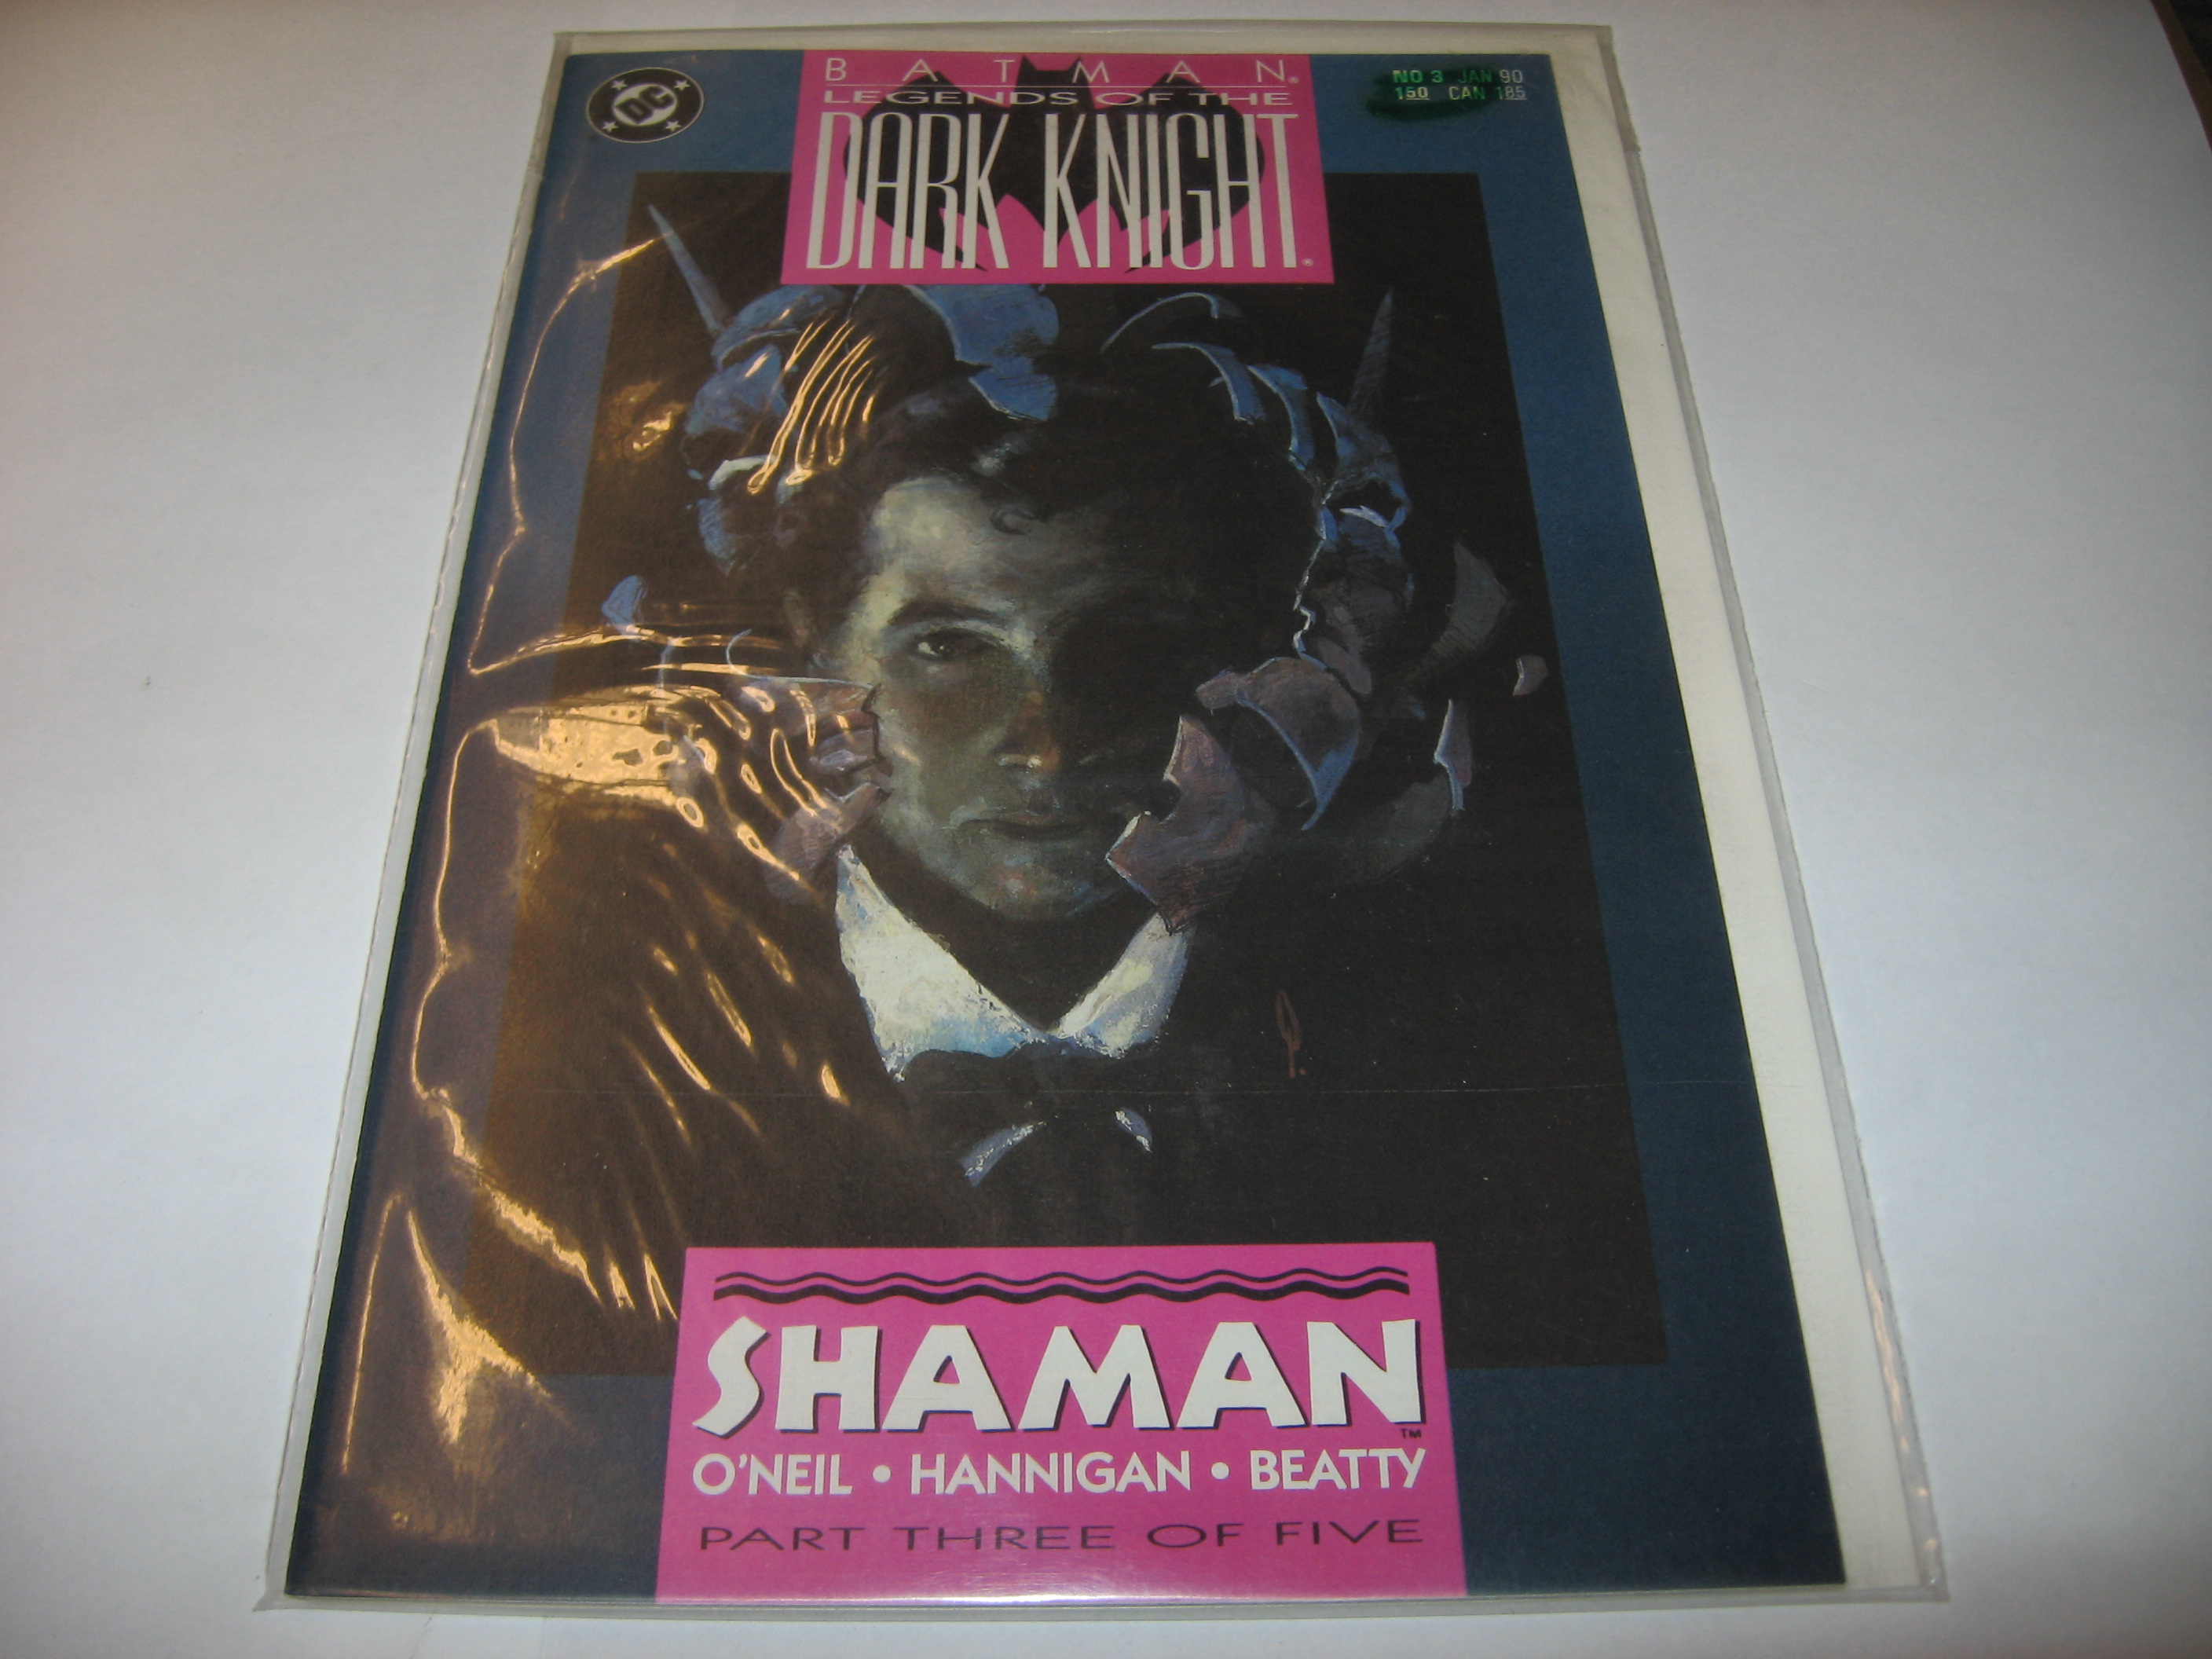 DC
BATMAN®
LEGENDS OF THE
DARK KNIGHT®
NO 3 JAN 90
150 CAN 185
SHAMAN™
O'NEIL • HANNIGAN • BEATTY
PART THREE OF FIVE